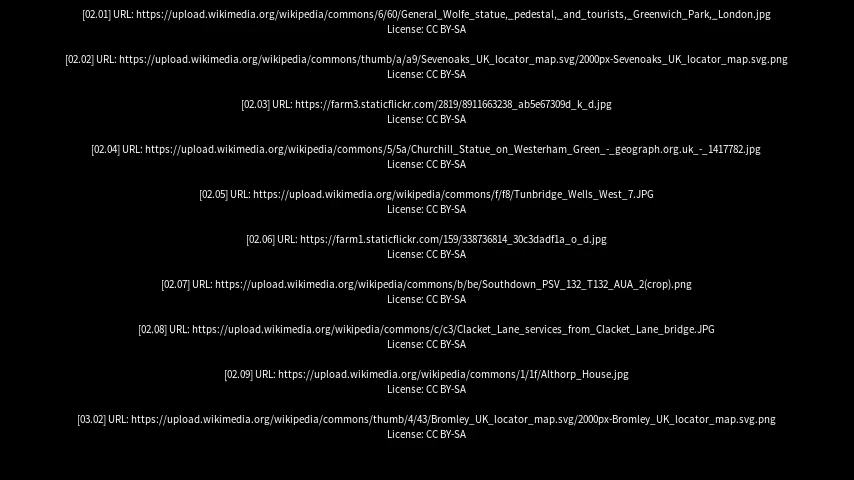 [02.01] URL: https://upload.wikimedia.org/wikipedia/commons/6/60/General_Wolfe_statue,_pedestal,_and_tourists,_Greenwich_Park,_London.jpg
License: CC BY-SA
[02.02] URL: https://upload.wikimedia.org/wikipedia/commons/thumb/a/a9/Sevenoaks_UK_locator_map.svg/2000px-Sevenoaks_UK_locator_map.svg.png
License: CC BY-SA
[02.03] URL: https://farm3.staticflickr.com/2819/8911663238_ab5e67309d_k_d.jpg
License: CC BY-SA
[02.04] URL: https://upload.wikimedia.org/wikipedia/commons/5/5a/Churchill_Statue_on_Westerham_Green_-_geograph.org.uk_-_1417782.jpg
License: CC BY-SA
[02.05] URL: https://upload.wikimedia.org/wikipedia/commons/f/f8/Tunbridge_Wells_West_7.JPG
License: CC BY-SA
[02.06] URL: https://farm1.staticflickr.com/159/338736814_30c3dadf1a_o_d.jpg
License: CC BY-SA
[02.07] URL: https://upload.wikimedia.org/wikipedia/commons/b/be/Southdown_PSV_132_T132_AUA_2(crop).png
License: CC BY-SA
[02.08] URL: https://upload.wikimedia.org/wikipedia/commons/c/c3/Clacket_Lane_services_from_Clacket_Lane_bridge.JPG
License: CC BY-SA
[02.09] URL: https://upload.wikimedia.org/wikipedia/commons/1/1f/Althorp_House.jpg
License: CC BY-SA
[03.02] URL: https://upload.wikimedia.org/wikipedia/commons/thumb/4/43/Bromley_UK_locator_map.svg/2000px-Bromley_UK_locator_map.svg.png
License: CC BY-SA